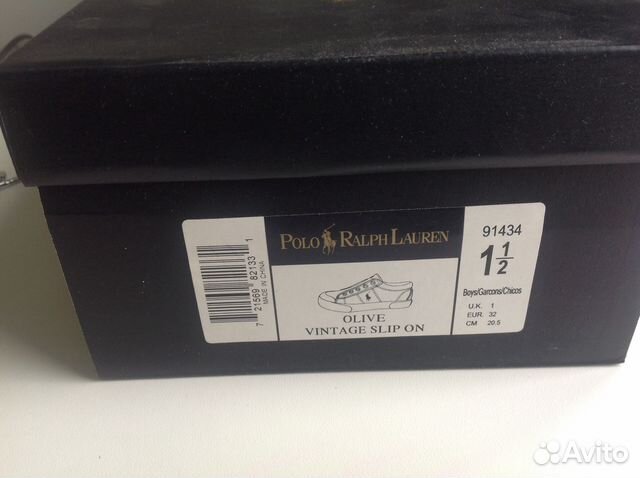 7 21569 82133 1
MADE IN CHINA
POLO RALPH LAUREN
OLIVE
VINTAGE SLIP ON
91434
1 1/2
Boys/Garcons/Chicos
U.K. 1
EUR. 32
CM 20.5
Avito